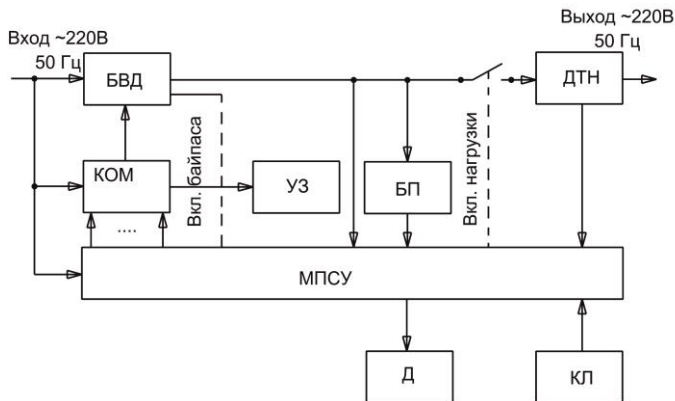 Вход ~220В
50 Гц
Выход ~220В
50 Гц
БВД
ДТН
КОМ
УЗ
БП
Вкл. байпаса
Вкл. нагрузки
....
МПСУ
Д
КЛ